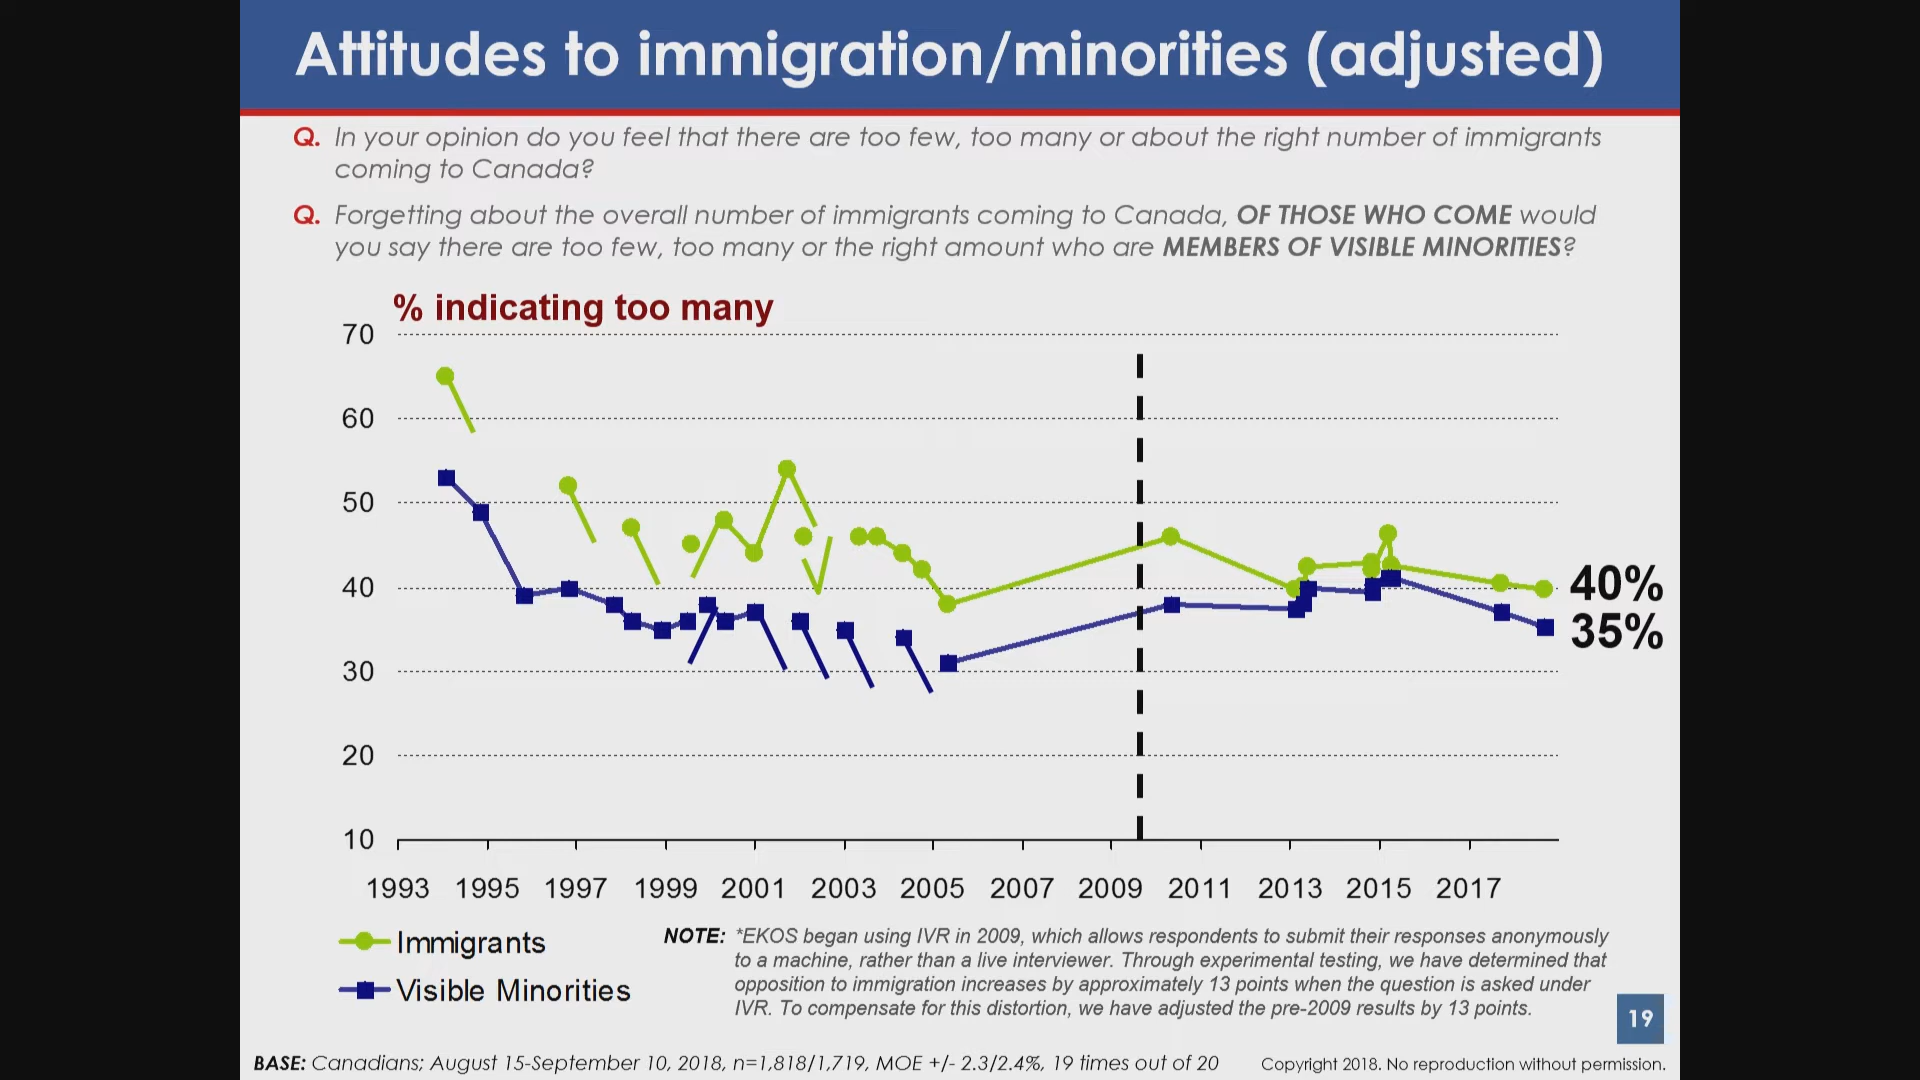 Attitudes to immigration/minorities (adjusted)
Q. In your opinion do you feel that there are too few, too many or about the right number of immigrants
coming to Canada?
Q. Forgetting about the overall number of immigrants coming to Canada, OF THOSE WHO COME would
you say there are too few, too many or the right amount who are MEMBERS OF VISIBLE MINORITIES?
% indicating too many
70
60
50
40
30
20
10
40%
35%
1993 1995 1997 1999 2001 2003 2005 2007 2009 2011 2013 2015 2017
Immigrants
Visible Minorities
NOTE: *EKOS began using IVR in 2009, which allows respondents to submit their responses anonymously
to a machine, rather than a live interviewer. Through experimental testing, we have determined that
opposition to immigration increases by approximately 13 points when the question is asked under
IVR. To compensate for this distortion, we have adjusted the pre-2009 results by 13 points.
19
BASE: Canadians; August 15-September 10, 2018, n=1,818/1,719, MOE +/- 2.3/2.4%, 19 times out of 20
Copyright 2018. No reproduction without permission.